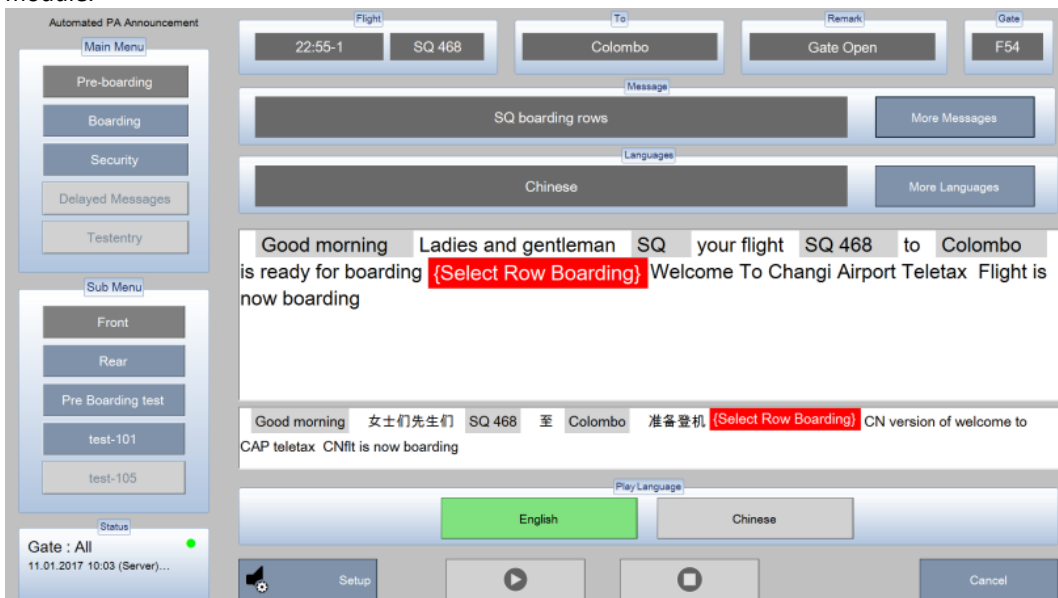 module.
Automated PA Announcement
Main Menu
Pre-boarding
Boarding
Security
Delayed Messages
Testentry
Sub Menu
Front
Rear
Pre Boarding test
test-101
test-105
Status
Gate : All
11.01.2017 10:03 (Server)...
Flight
22:55-1
SQ 468
To
Colombo
Remark
Gate Open
Gate
F54
Message
SQ boarding rows
More Messages
Languages
Chinese
More Languages
Good morning Ladies and gentleman SQ your flight SQ 468 to Colombo
is ready for boarding {Select Row Boarding} Welcome To Changi Airport Teletax Flight is
now boarding
Good morning 女士们先生们 SQ 468 至 Colombo 准备登机 {Select Row Boarding} CN version of welcome to
CAP teletax CNflt is now boarding
Play Language
English
Chinese
Setup
Cancel